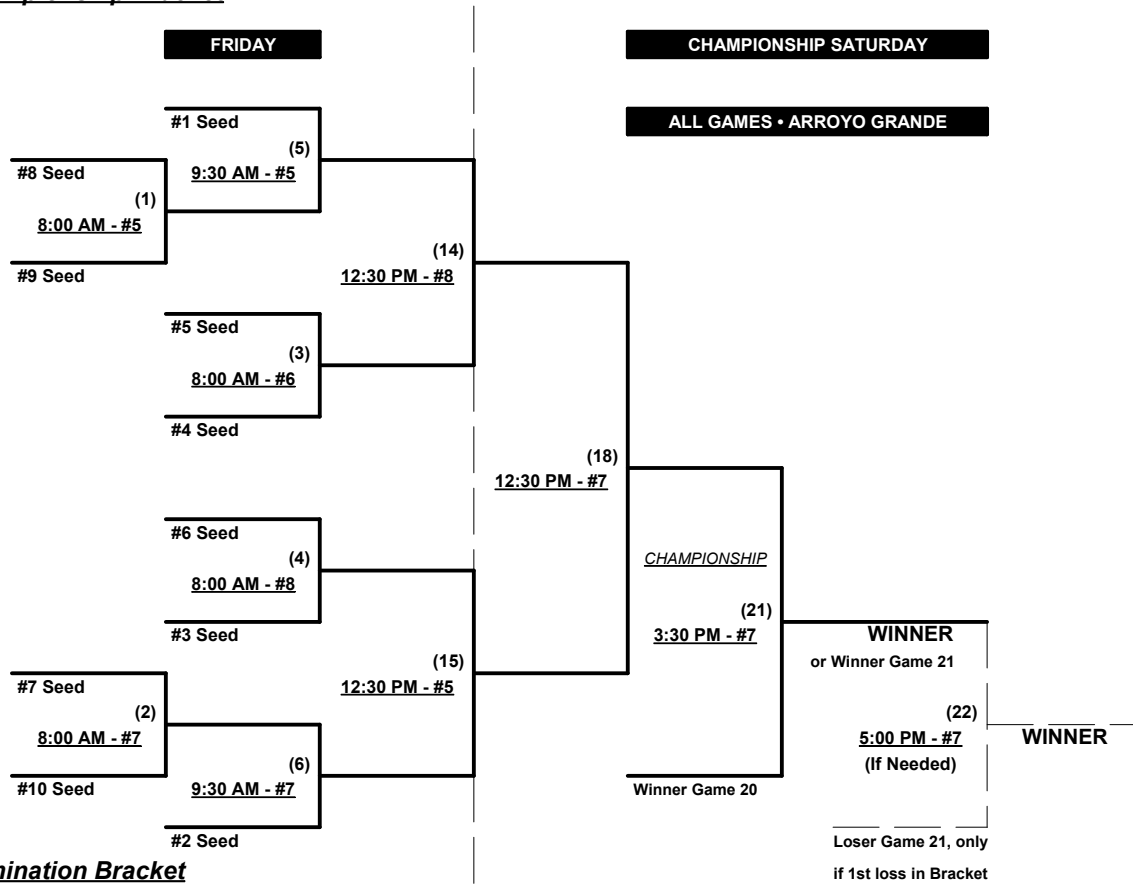 FRIDAY
CHAMPIONSHIP SATURDAY
ALL GAMES • ARROYO GRANDE
#1 Seed
(5)
9:30 AM - #5
#8 Seed
(1)
8:00 AM - #5
#9 Seed
(14)
12:30 PM - #8
#5 Seed
(3)
8:00 AM - #6
#4 Seed
(18)
12:30 PM - #7
#6 Seed
(4)
8:00 AM - #8
#3 Seed
CHAMPIONSHIP
(21)
3:30 PM - #7
WINNER
or Winner Game 21
(15)
12:30 PM - #5
#7 Seed
(2)
8:00 AM - #7
#10 Seed
(6)
9:30 AM - #7
#2 Seed
(22)
5:00 PM - #7
(If Needed)
WINNER
Winner Game 20
Loser Game 21, only
if 1st loss in Bracket
Bracket